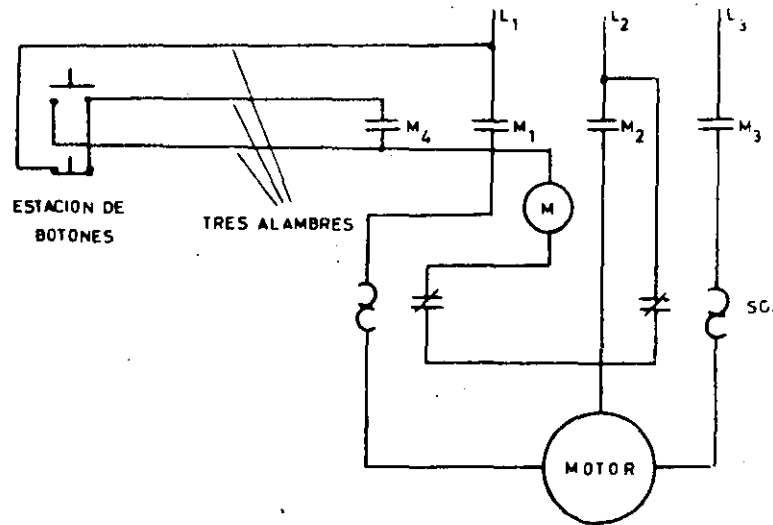 L1
L2
L3
M4
M1
M2
M3
ESTACION DE
BOTONES
TRES ALAMBRES
M
SC.
MOTOR